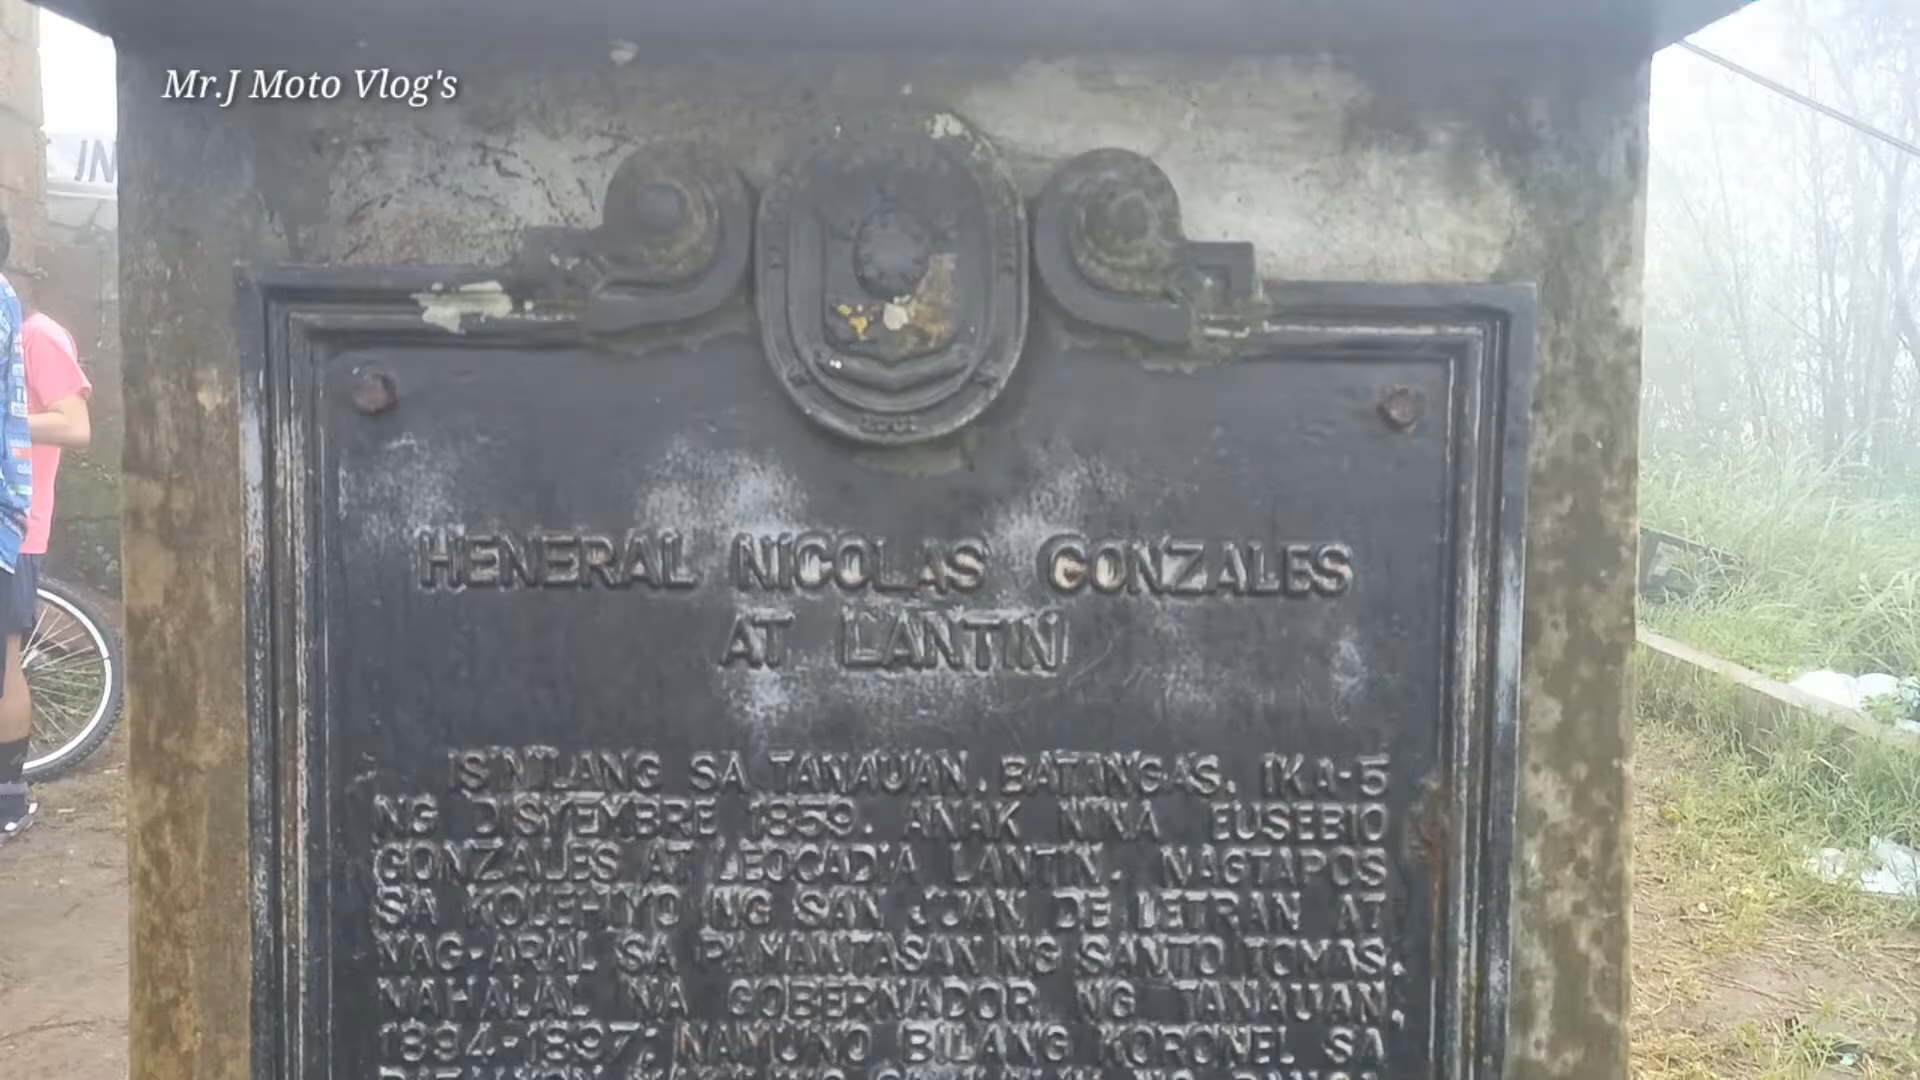 Mr.J Moto Vlog's
IN
HENERAL NICOLAS GONZALES
AT LANTIN
ISINILANG SA TANAUAN, BATANGAS, IKA-5
NG DISYEMBRE 1859. ANAK NINA EUSEBIO
GONZALES AT LEOCADIA LANTIN. NAGTAPOS
SA KOLEHIYO NG SAN JUAN DE LETRAN AT
NAG-ARAL SA PAMANTASAN NG SANTO TOMAS.
NAHALAL NA GOBERNADOR NG TANAUAN,
1894-1897; NAMUNO BILANG KORONEL SA